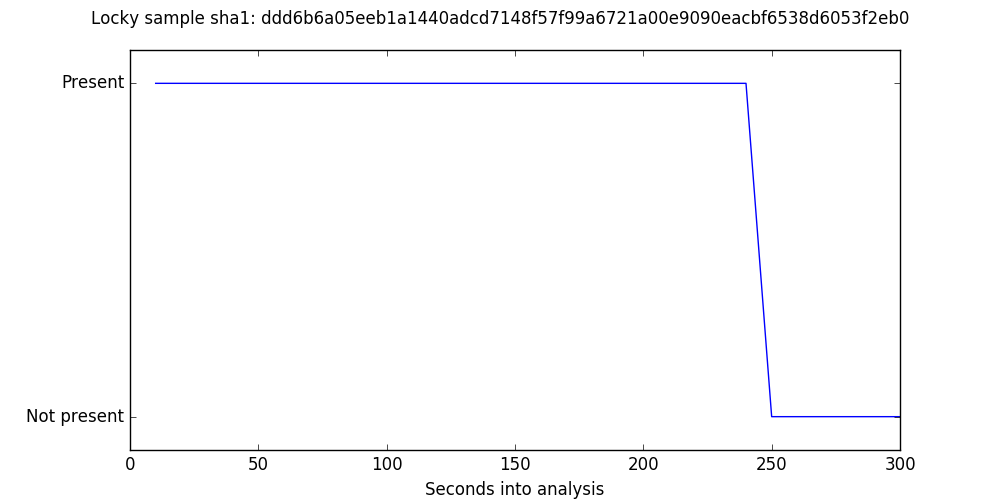 Locky sample sha1: ddd6b6a05eeb1a1440adcd7148f57f99a6721a00e9090eacbf6538d6053f2eb0
Present
Not present
0 50 100 150 200 250 300
Seconds into analysis